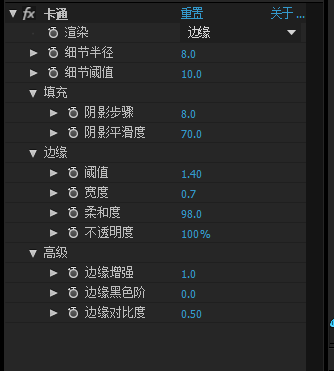 fx 卡通 重置 关于...
渲染 边缘
细节半径 8.0
细节阈值 10.0
填充
阴影步骤 8.0
阴影平滑度 70.0
边缘
阈值 1.40
宽度 0.7
柔和度 98.0
不透明度 100%
高级
边缘增强 1.0
边缘黑色阶 0.0
边缘对比度 0.50